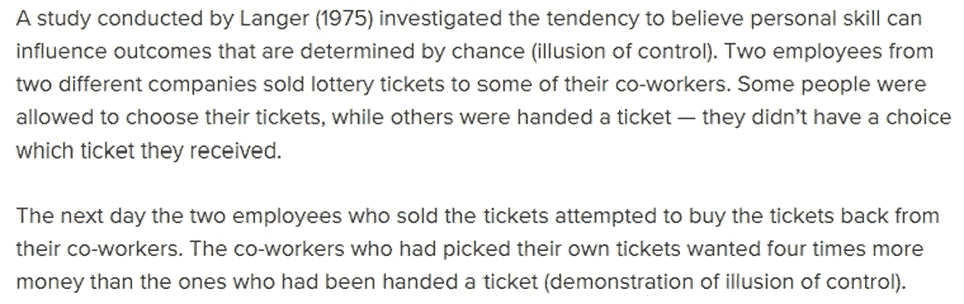 A study conducted by Langer (1975) investigated the tendency to believe personal skill can
influence outcomes that are determined by chance (illusion of control). Two employees from
two different companies sold lottery tickets to some of their co-workers. Some people were
allowed to choose their tickets, while others were handed a ticket — they didn't have a choice
which ticket they received.
The next day the two employees who sold the tickets attempted to buy the tickets back from
their co-workers. The co-workers who had picked their own tickets wanted four times more
money than the ones who had been handed a ticket (demonstration of illusion of control).